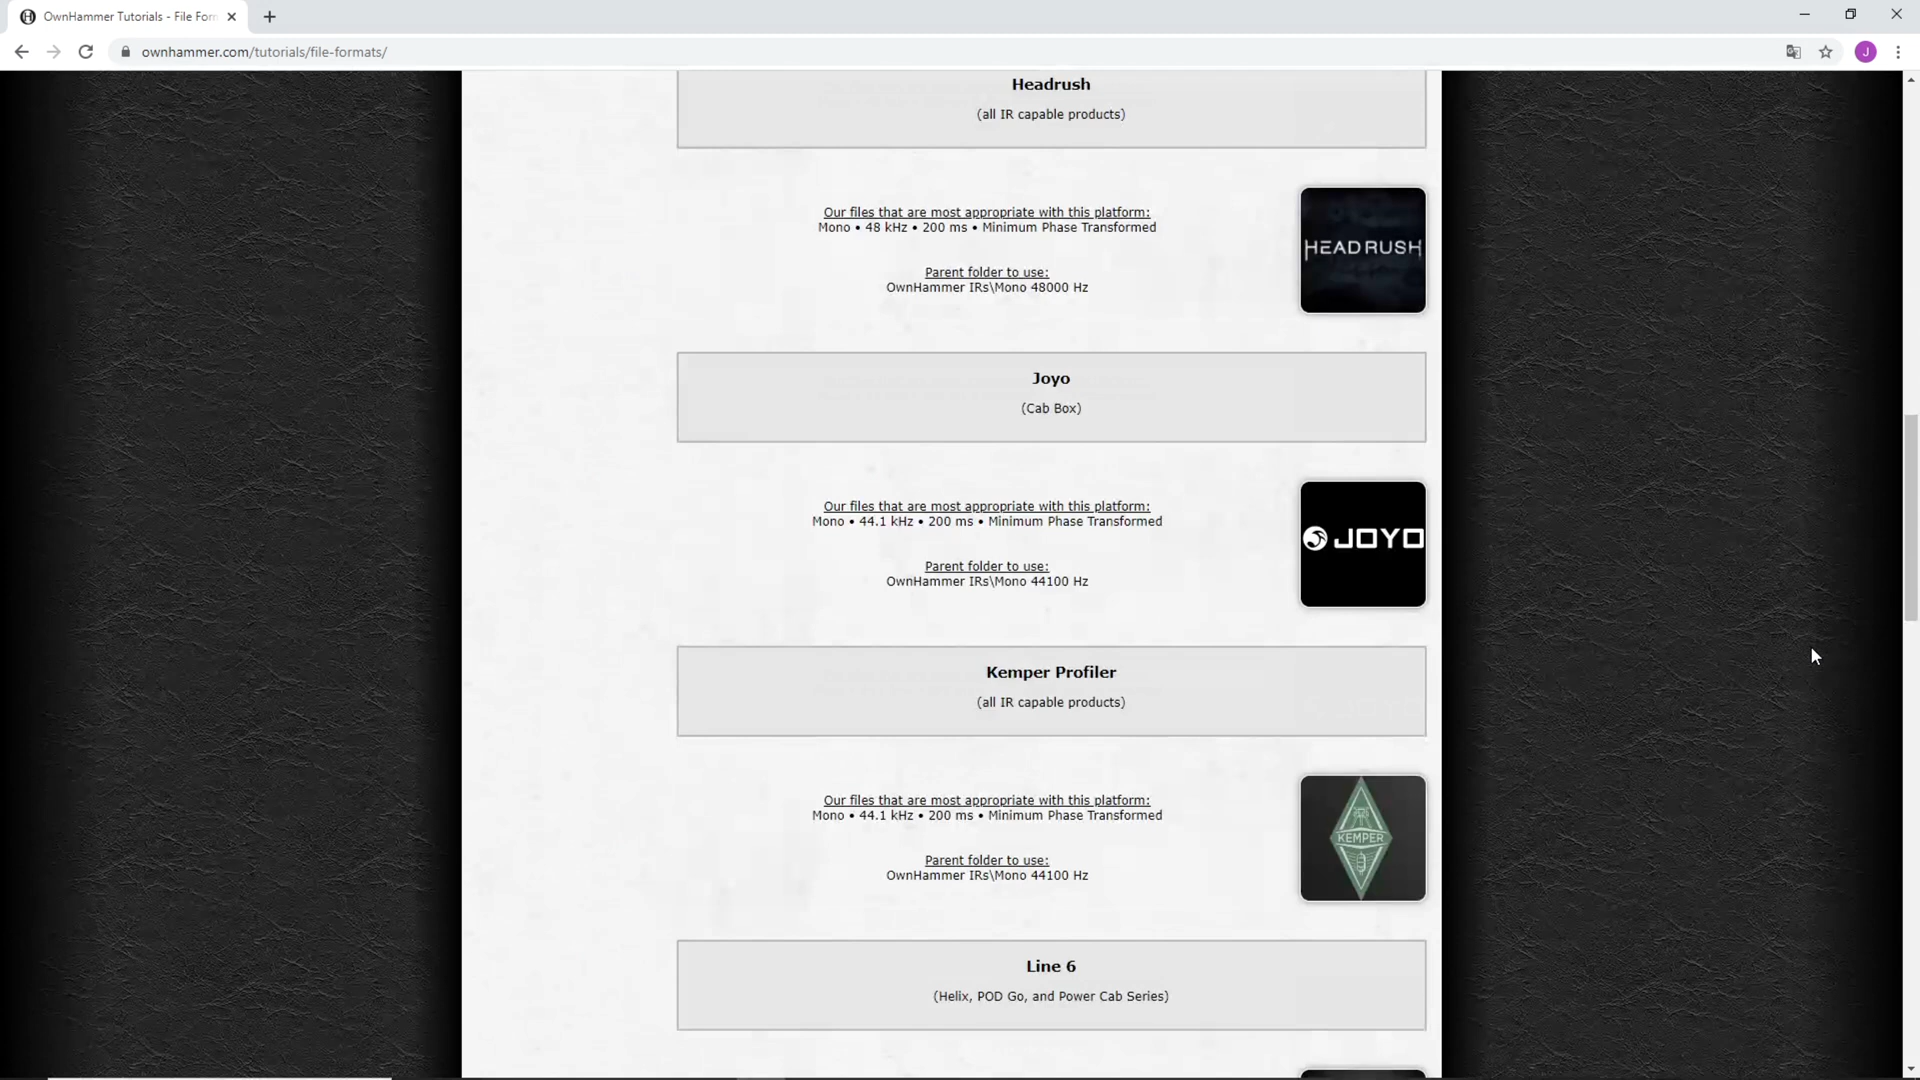 OwnHammer Tutorials - File Form
ownhammer.com/tutorials/file-formats/
J
Headrush
(all IR capable products)
Our files that are most appropriate with this platform:
Mono • 48 kHz • 200 ms • Minimum Phase Transformed
Parent folder to use:
OwnHammer IRs\Mono 48000 Hz
HEADRUSH
Joyo
(Cab Box)
Our files that are most appropriate with this platform:
Mono • 44.1 kHz • 200 ms • Minimum Phase Transformed
Parent folder to use:
OwnHammer IRs\Mono 44100 Hz
JOYO
Kemper Profiler
(all IR capable products)
Our files that are most appropriate with this platform:
Mono • 44.1 kHz • 200 ms • Minimum Phase Transformed
Parent folder to use:
OwnHammer IRs\Mono 44100 Hz
KEMPER
Line 6
(Helix, POD Go, and Power Cab Series)